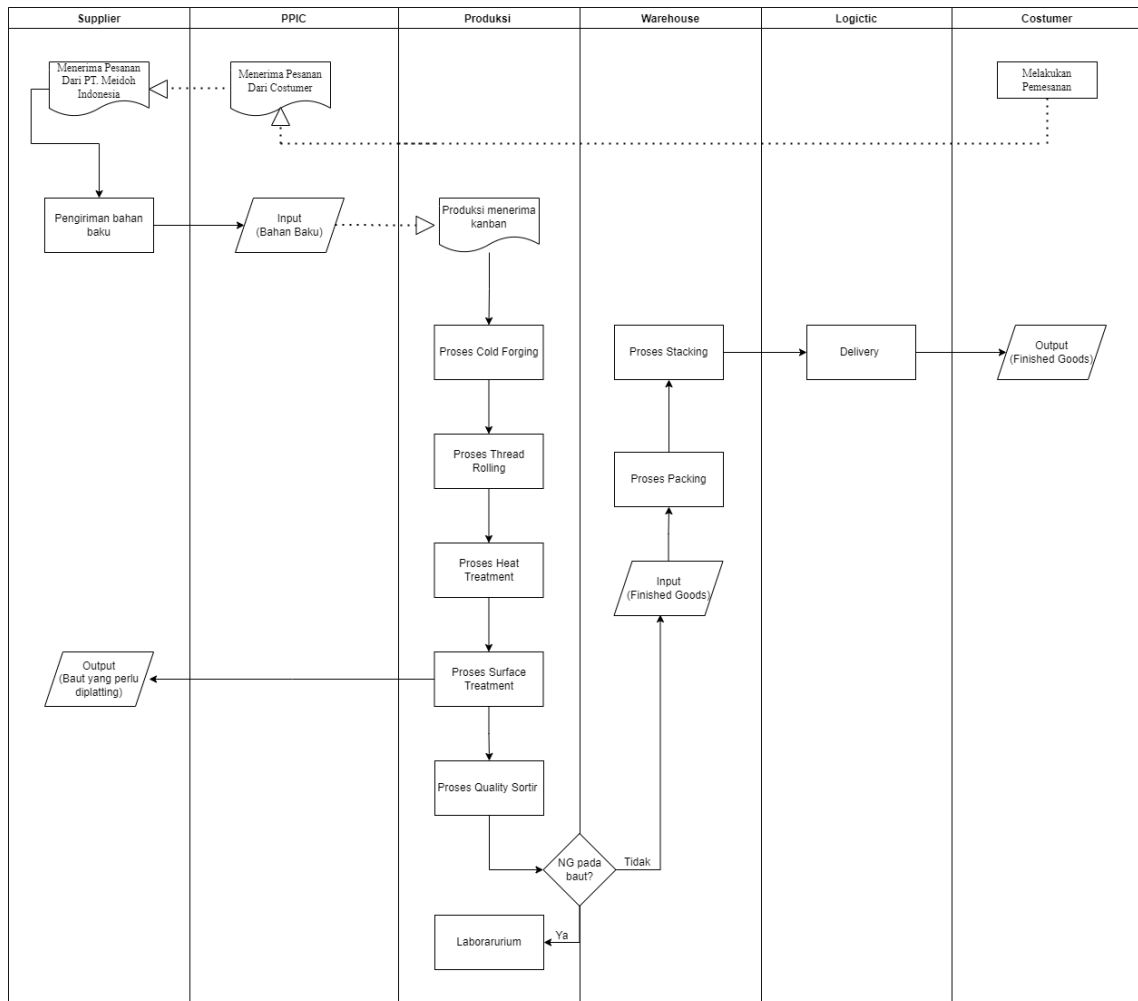 Supplier
PPIC
Produksi
Warehouse
Logictic
Costumer
Menerima Pesanan
Dari PT. Meidoh
Indonesia
Menerima Pesanan
Dari Costumer
Melakukan
Pemesanan
Pengiriman bahan
baku
Input
(Bahan Baku)
Produksi menerima
kanban
Proses Cold Forging
Proses Stacking
Delivery
Output
(Finished Goods)
Proses Thread
Rolling
Proses Packing
Proses Heat
Treatment
Input
(Finished Goods)
Output
(Baut yang perlu
diplatting)
Proses Surface
Treatment
Proses Quality Sortir
NG pada
baut?
Tidak
Ya
Laborarurium